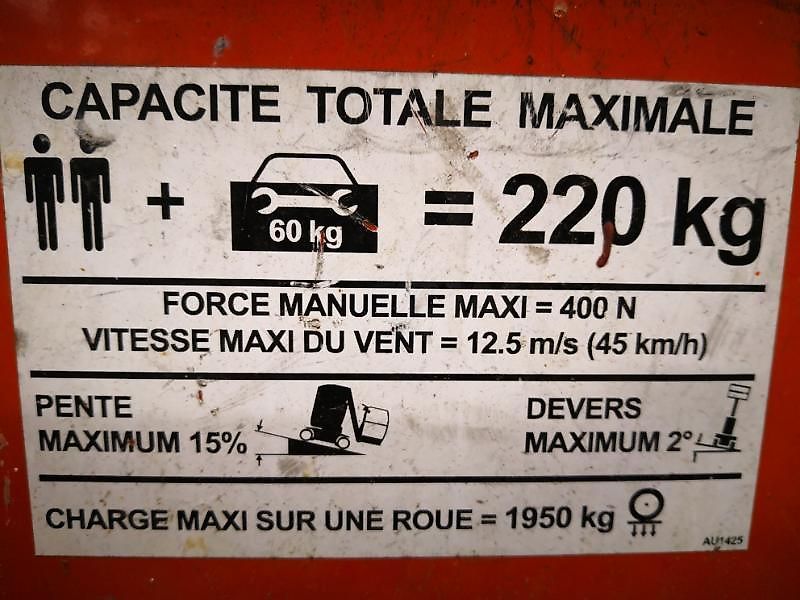 CAPACITE TOTALE MAXIMALE
+ 60 kg = 220 kg
FORCE MANUELLE MAXI = 400 N
VITESSE MAXI DU VENT = 12.5 m/s (45 km/h)
PENTE
MAXIMUM 15%
DEVERS
MAXIMUM 2°
CHARGE MAXI SUR UNE ROUE = 1950 kg
AU1425